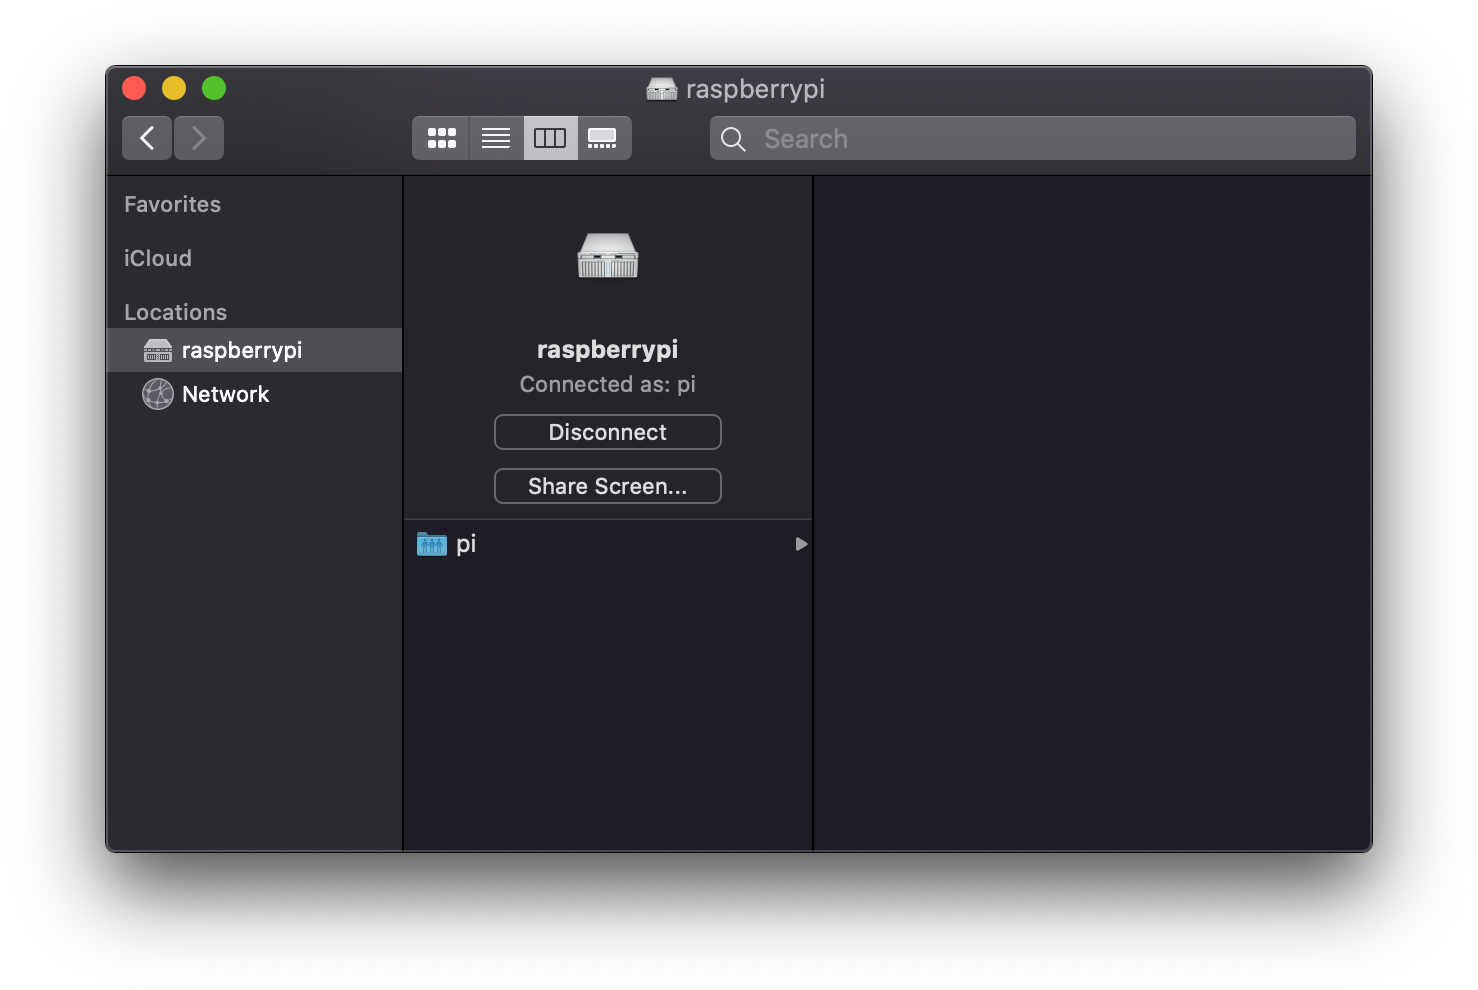 raspberrypi
Search
Favorites
iCloud
Locations
raspberrypi
Network
raspberrypi
Connected as: pi
Disconnect
Share Screen...
pi